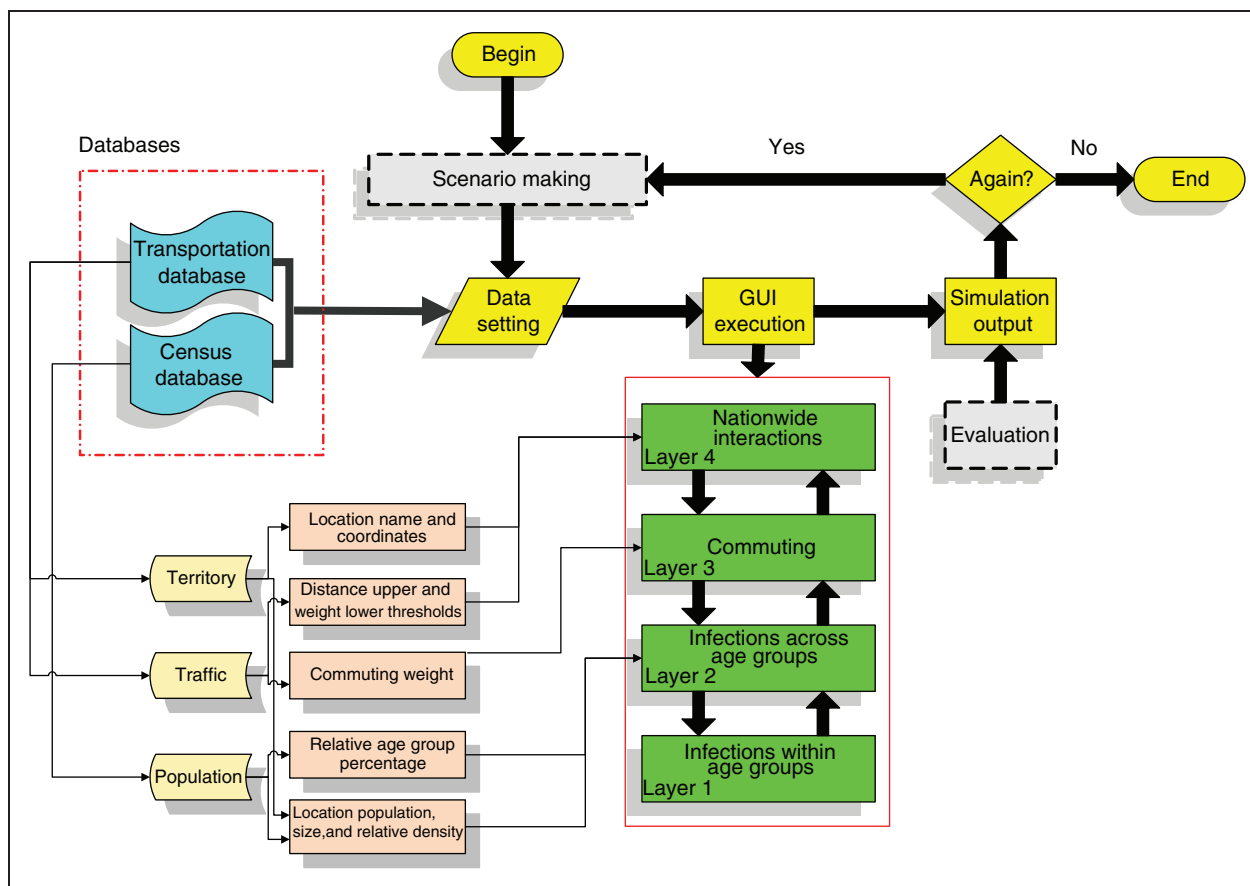 Begin
Databases
Scenario making
Yes
Again?
No
End
Transportation
database
Census
database
Data
setting
GUI
execution
Simulation
output
Evaluation
Nationwide
interactions
Layer 4
Commuting
Layer 3
Infections across
age groups
Layer 2
Infections within
age groups
Layer 1
Territory
Traffic
Population
Location name and
coordinates
Distance upper and
weight lower thresholds
Commuting weight
Relative age group
percentage
Location population,
size,and relative density